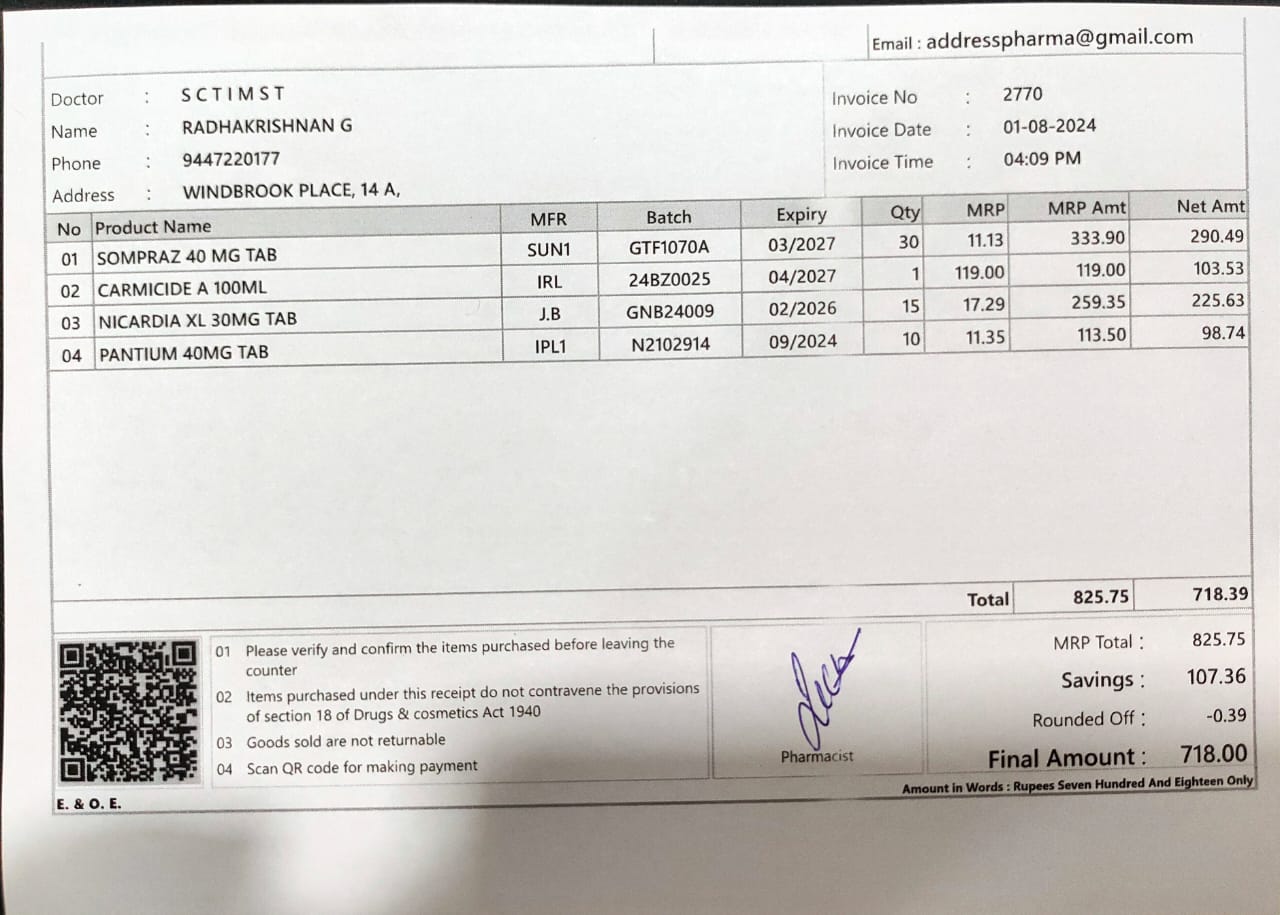 Email : addresspharma@gmail.com
Doctor : S C T I M S T
Name : RADHAKRISHNAN G
Phone : 9447220177
Address : WINDBROOK PLACE, 14 A,
Invoice No : 2770
Invoice Date : 01-08-2024
Invoice Time : 04:09 PM
No Product Name MFR Batch Expiry Qty MRP MRP Amt Net Amt
01 SOMPRAZ 40 MG TAB SUN1 GTF1070A 03/2027 30 11.13 333.90 290.49
02 CARMICIDE A 100ML IRL 24BZ0025 04/2027 1 119.00 119.00 103.53
03 NICARDIA XL 30MG TAB J.B GNB24009 02/2026 15 17.29 259.35 225.63
04 PANTIUM 40MG TAB IPL1 N2102914 09/2024 10 11.35 113.50 98.74
Total 825.75 718.39
01 Please verify and confirm the items purchased before leaving the
counter
02 Items purchased under this receipt do not contravene the provisions
of section 18 of Drugs & cosmetics Act 1940
03 Goods sold are not returnable
04 Scan QR code for making payment
E. & O. E.
Pharmacist
MRP Total : 825.75
Savings : 107.36
Rounded Off : -0.39
Final Amount : 718.00
Amount in Words : Rupees Seven Hundred And Eighteen Only